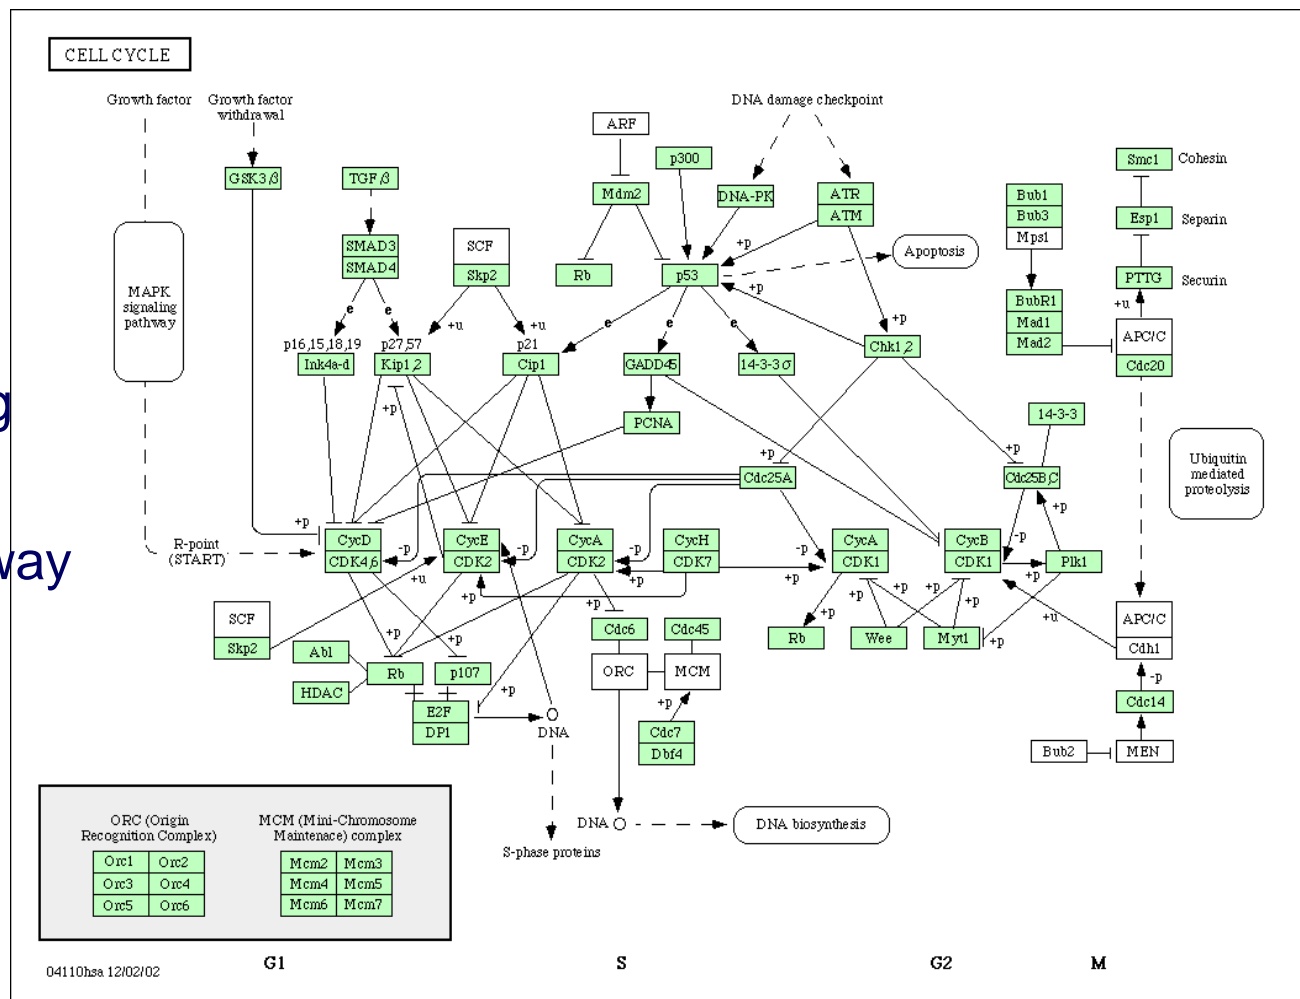 CELL CYCLE
Growth factor
Growth factor
withdrawal
DNA damage checkpoint
ARF
p300
Smc1
Cohesin
GSK3β
TGFβ
Mdm2
DNA-PK
ATR
ATM
Bub1
Bub3
Mps1
Esp1
Separin
SMAD3
SMAD4
SCF
Skp2
Rb
p53
+p
Apoptosis
+p
PTTG
Securin
MAPK
signaling
pathway
BubR1
Mad1
Mad2
+u
APC/C
Cdc20
e
e
+u
+u
e
e
e
+p
p16,15,18,19
Ink4a-d
p27,57
Kip1,2
p21
Cip1
GADD45
14-3-3σ
Chk1,2
g
+p
PCNA
14-3-3
+p
+p
Cdc25A
Cdc25B,C
Ubiquitin
mediated
proteolysis
+p
+p
R-point
(START)
CycD
CDK4,6
-p
CycE
CDK2
-p
CycA
CDK2
-p
CycH
CDK7
-p
CycA
CDK1
CycB
CDK1
-p
+p
Plk1
way
+u
+p
+p
+p
+p
+p
+p
+p
+u
SCF
Skp2
+p
+p
Cdc6
Cdc45
Rb
Wee
Myt1
+p
APC/C
Cdh1
Abl
HDAC
Rb
p107
ORC
MCM
-p
+p
+p
E2F
DP1
DNA
Cdc7
Dbf4
Cdc14
Bub2
MEN
ORC (Origin
Recognition Complex)
MCM (Mini-Chromosome
Maintenace) complex
DNA
DNA biosynthesis
S-phase proteins
Orc1 Orc2
Orc3 Orc4
Orc5 Orc6
Mcm2 Mcm3
Mcm4 Mcm5
Mcm6 Mcm7
04110hsa 12/02/02
G1
S
G2
M